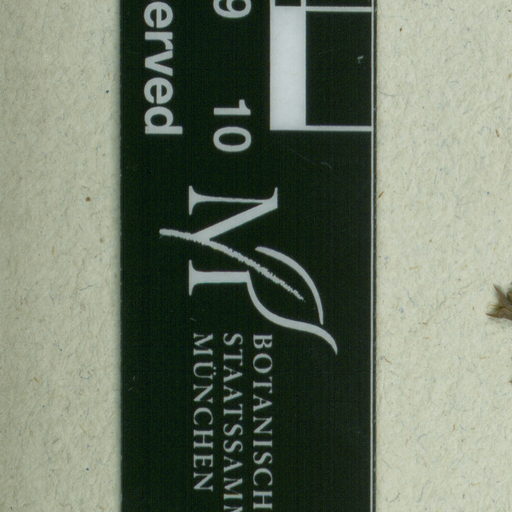 erved
9 10
M
BOTANISCH
STAATSSAMM
MÜNCHEN